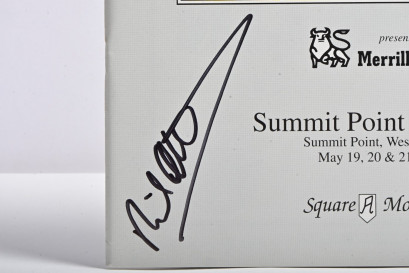 presen
Merrill
Summit Point
Summit Point, Wes
May 19, 20 & 21
Square A Mo